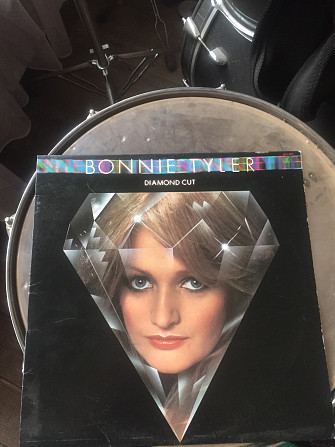 BONNIE TYLER
DIAMOND CUT